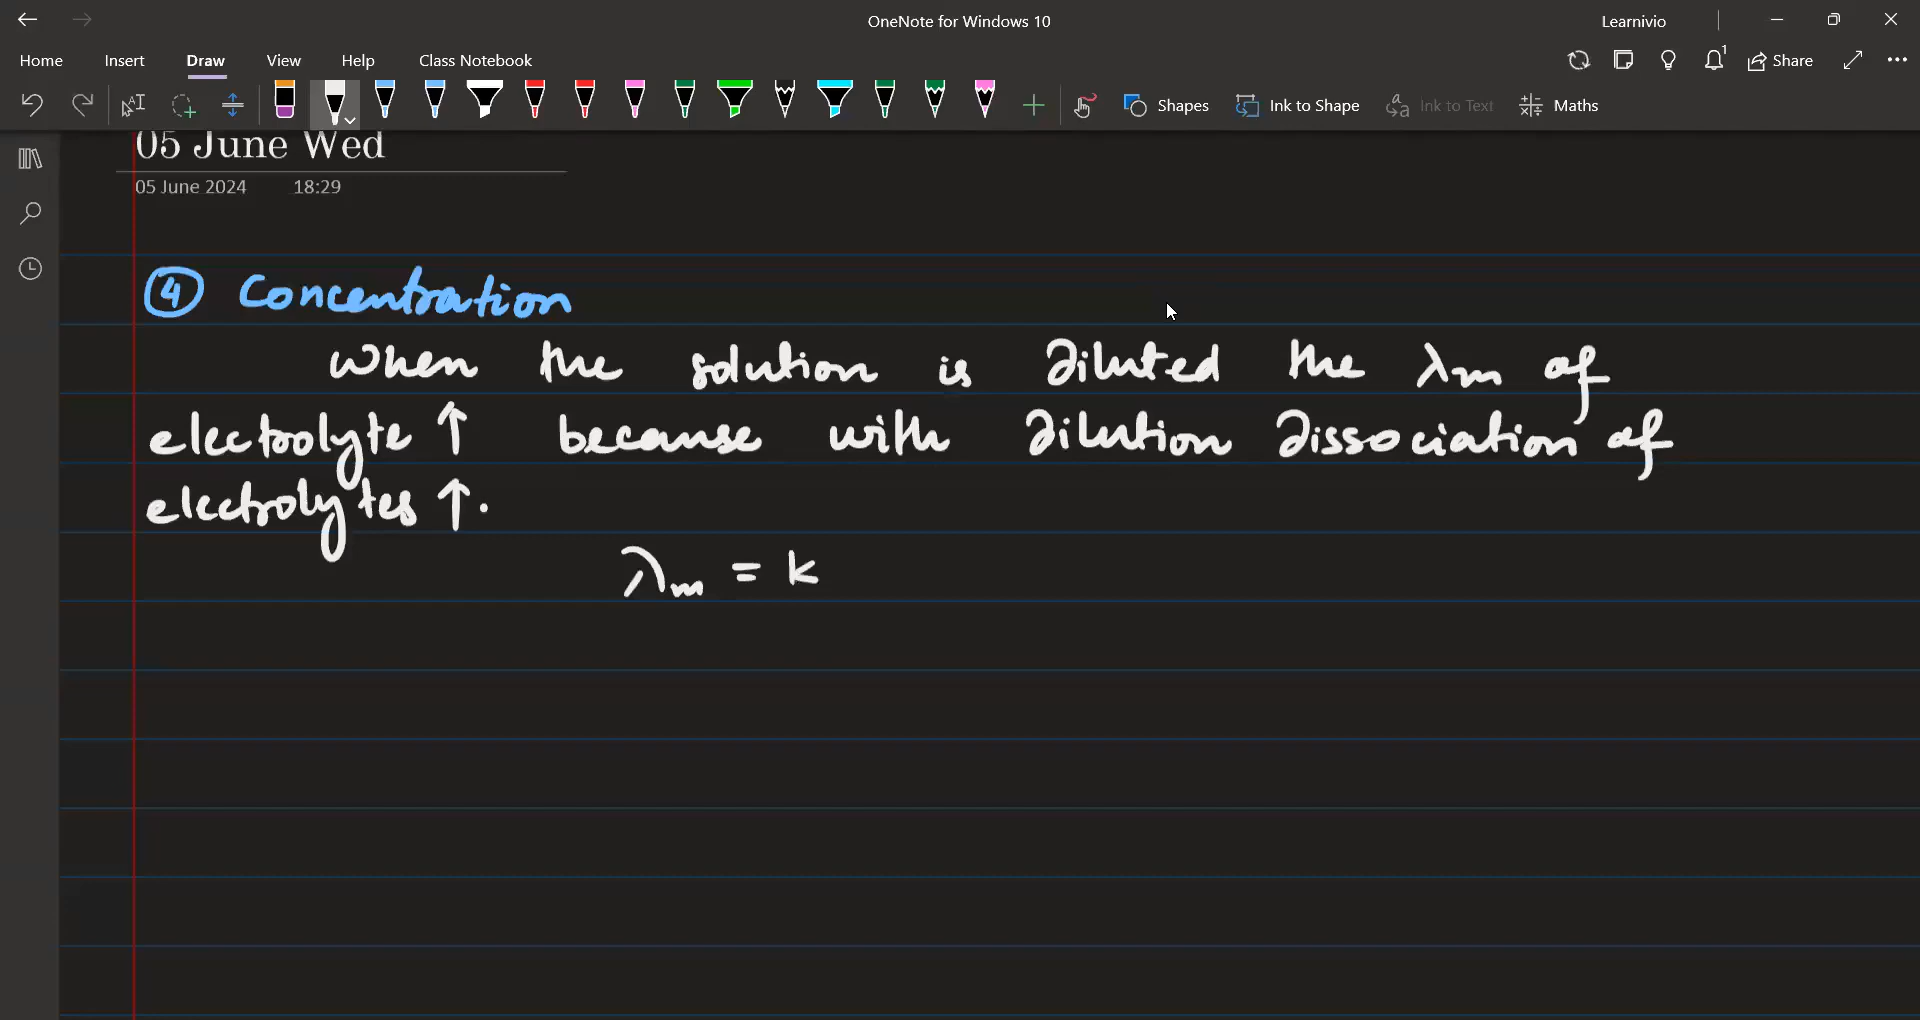 OneNote for Windows 10
Learnivio
Home Insert Draw View Help Class Notebook
1 Share
Shapes Ink to Shape Ink to Text Maths
05 June Wed
05 June 2024 18:29
④ Concentration
When the solution is diluted the λm of
electrolyte ↑ because with dilution dissociation of
electrolytes ↑.
λm = k